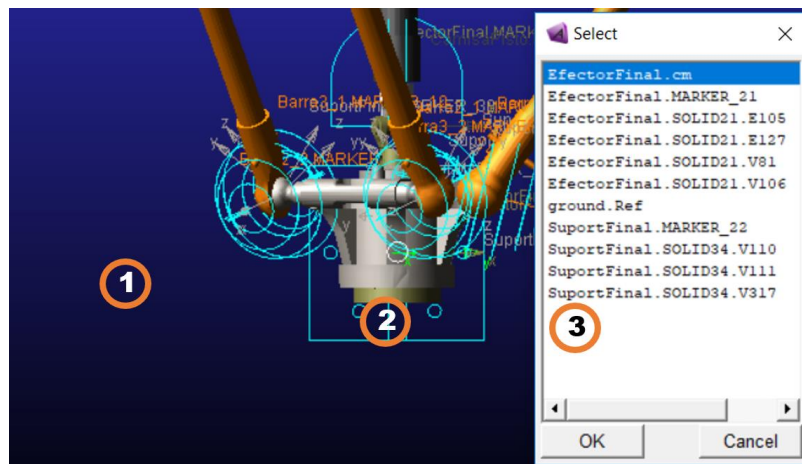 Select
EfectorFinal.cm
EfectorFinal.MARKER_21
EfectorFinal.SOLID21.E105
EfectorFinal.SOLID21.E127
EfectorFinal.SOLID21.V81
EfectorFinal.SOLID21.V106
ground.Ref
SuportFinal.MARKER_22
SuportFinal.SOLID34.V110
SuportFinal.SOLID34.V111
SuportFinal.SOLID34.V317
OK
Cancel
1
2
3